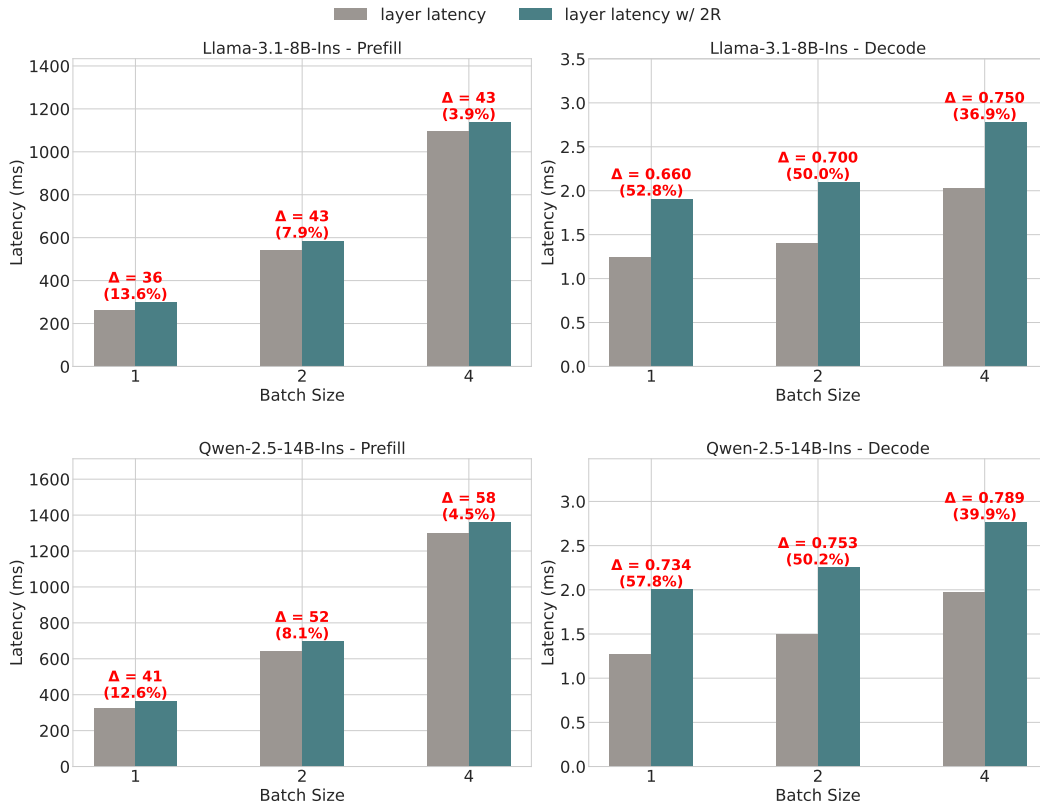 layer latency
layer latency w/ 2R
Llama-3.1-8B-Ins - Prefill
Latency (ms)
1400
1200
1000
800
600
400
200
0
Δ = 36
(13.6%)
Δ = 43
(7.9%)
Δ = 43
(3.9%)
1
2
4
Batch Size
Llama-3.1-8B-Ins - Decode
Latency (ms)
3.5
3.0
2.5
2.0
1.5
1.0
0.5
0.0
Δ = 0.660
(52.8%)
Δ = 0.700
(50.0%)
Δ = 0.750
(36.9%)
1
2
4
Batch Size
Qwen-2.5-14B-Ins - Prefill
Latency (ms)
1600
1400
1200
1000
800
600
400
200
0
Δ = 41
(12.6%)
Δ = 52
(8.1%)
Δ = 58
(4.5%)
1
2
4
Batch Size
Qwen-2.5-14B-Ins - Decode
Latency (ms)
3.0
2.5
2.0
1.5
1.0
0.5
0.0
Δ = 0.734
(57.8%)
Δ = 0.753
(50.2%)
Δ = 0.789
(39.9%)
1
2
4
Batch Size